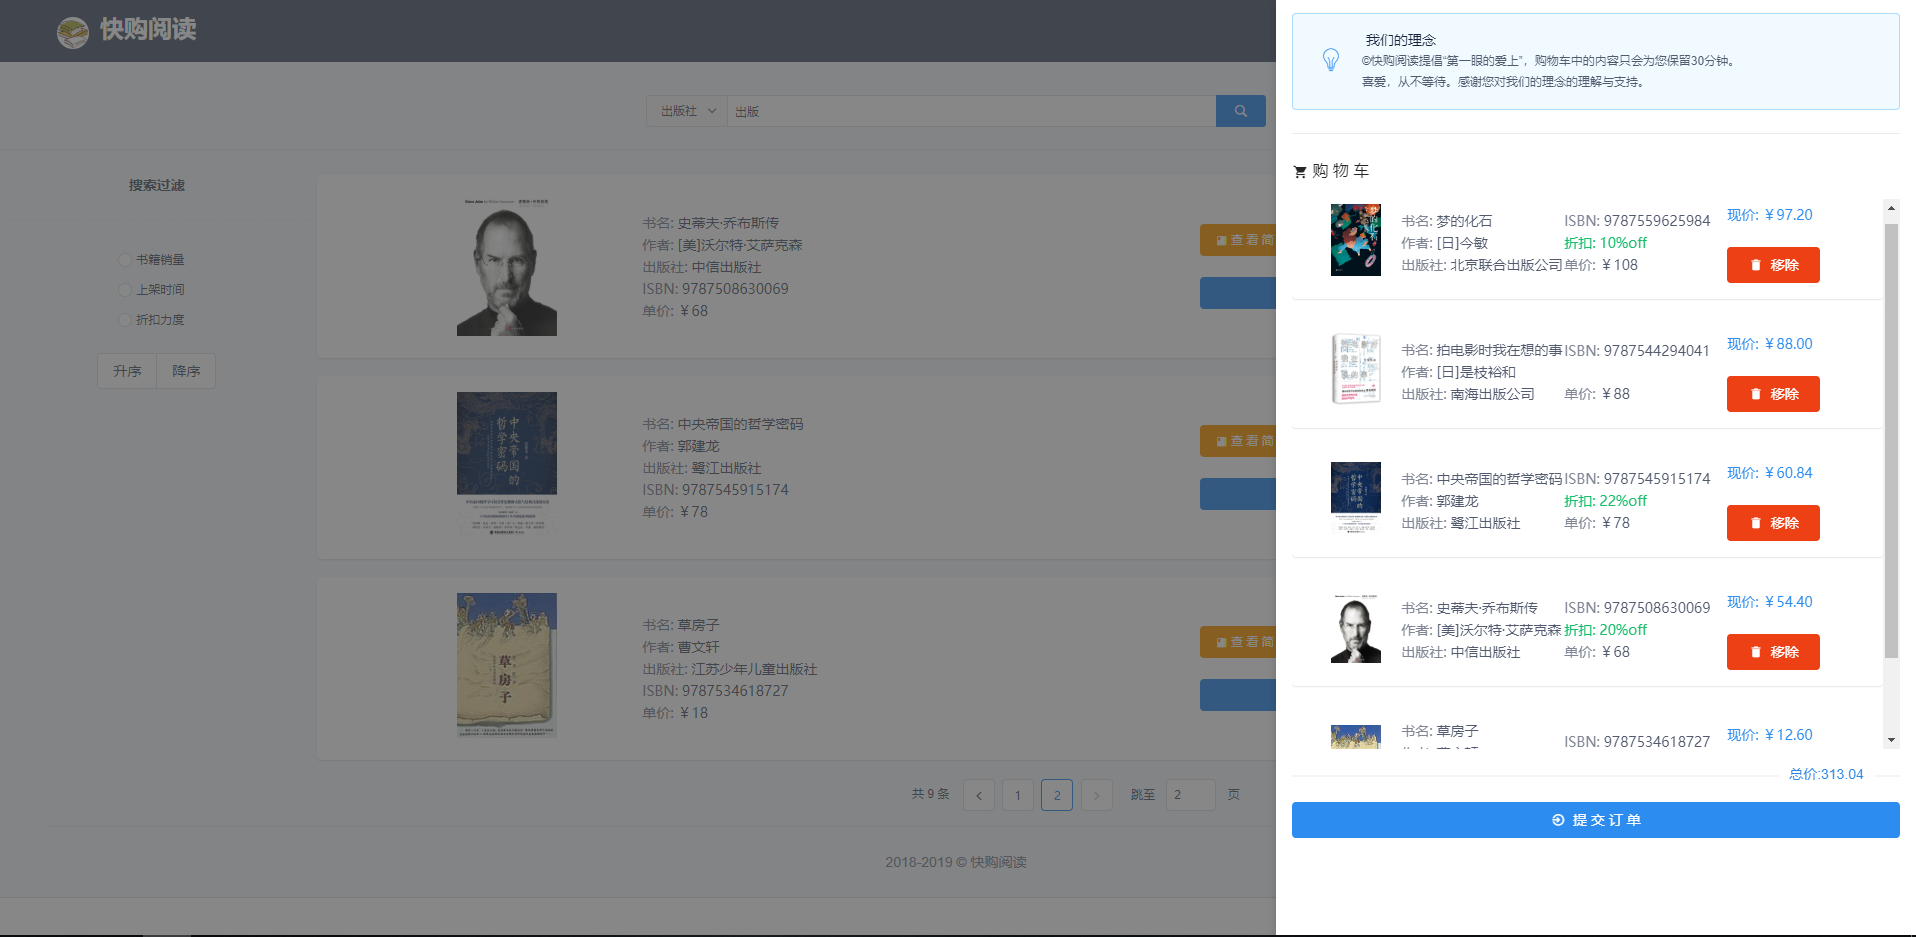 快购阅读
出版社
出版
搜索过滤
书籍销量
上架时间
折扣力度
升序
降序
书名: 史蒂夫·乔布斯传
作者: [美]沃尔特·艾萨克森
出版社: 中信出版社
ISBN: 9787508630069
单价: ￥68
查看简
中央帝国的哲学密码
书名: 中央帝国的哲学密码
作者: 郭建龙
出版社: 鹭江出版社
ISBN: 9787545915174
单价: ￥78
查看简
草房子
书名: 草房子
作者: 曹文轩
出版社: 江苏少年儿童出版社
ISBN: 9787534618727
单价: ￥18
查看简
共 9 条
1
2
跳至
2
页
2018-2019 © 快购阅读
我们的理念
©快购阅读提倡“第一眼的爱上”，购物车中的内容只会为您保留30分钟。
喜爱，从不等待。感谢您对我们的理念的理解与支持。
购 物 车
书名: 梦的化石
作者: [日]今敏
出版社: 北京联合出版公司
ISBN: 9787559625984
折扣: 10%off
单价: ￥108
现价: ￥97.20
移除
书名: 拍电影时我在想的事
作者: [日]是枝裕和
出版社: 南海出版公司
ISBN: 9787544294041
单价: ￥88
现价: ￥88.00
移除
书名: 中央帝国的哲学密码
作者: 郭建龙
出版社: 鹭江出版社
ISBN: 9787545915174
折扣: 22%off
单价: ￥78
现价: ￥60.84
移除
书名: 史蒂夫·乔布斯传
作者: [美]沃尔特·艾萨克森
出版社: 中信出版社
ISBN: 9787508630069
折扣: 20%off
单价: ￥68
现价: ￥54.40
移除
书名: 草房子
ISBN: 9787534618727
现价: ￥12.60
总价:313.04
提 交 订 单